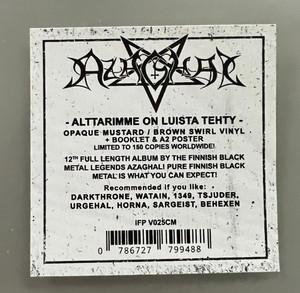 AZAGHAL
- ALTTARIMME ON LUISTA TEHTY -
OPAQUE MUSTARD / BROWN SWIRL VINYL
+ BOOKLET & A2 POSTER
LIMITED TO 150 COPIES WORLDWIDE!
12TH FULL LENGTH ALBUM BY THE FINNISH BLACK
METAL LEGENDS AZAGHAL! PURE FINNISH BLACK
METAL IS WHAT YOU CAN EXPECT!
Recommended if you like:
DARKTHRONE, WATAIN, 1349, TSJUDER,
URGEHAL, HORNA, SARGEIST, BEHEXEN
IFP V025CM
0 786727 799488